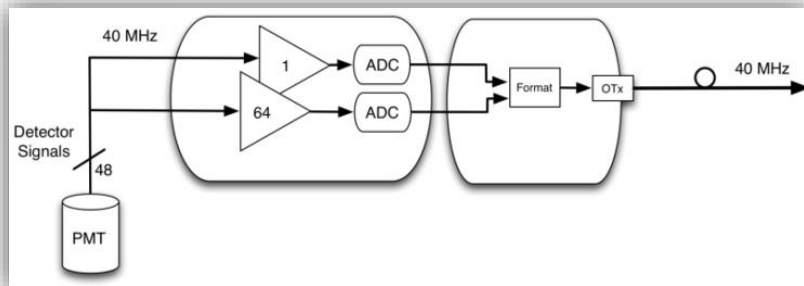 40 MHz
1
ADC
64
ADC
Format
OTx
40 MHz
Detector
Signals
48
PMT